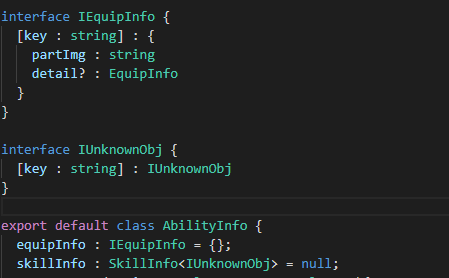 interface IEquipInfo {
[key : string] : {
partImg : string
detail? : EquipInfo
}
}
interface IUnknownObj {
[key : string] : IUnknownObj
}
export default class AbilityInfo {
equipInfo : IEquipInfo = {};
skillInfo : SkillInfo<IUnknownObj> = null;